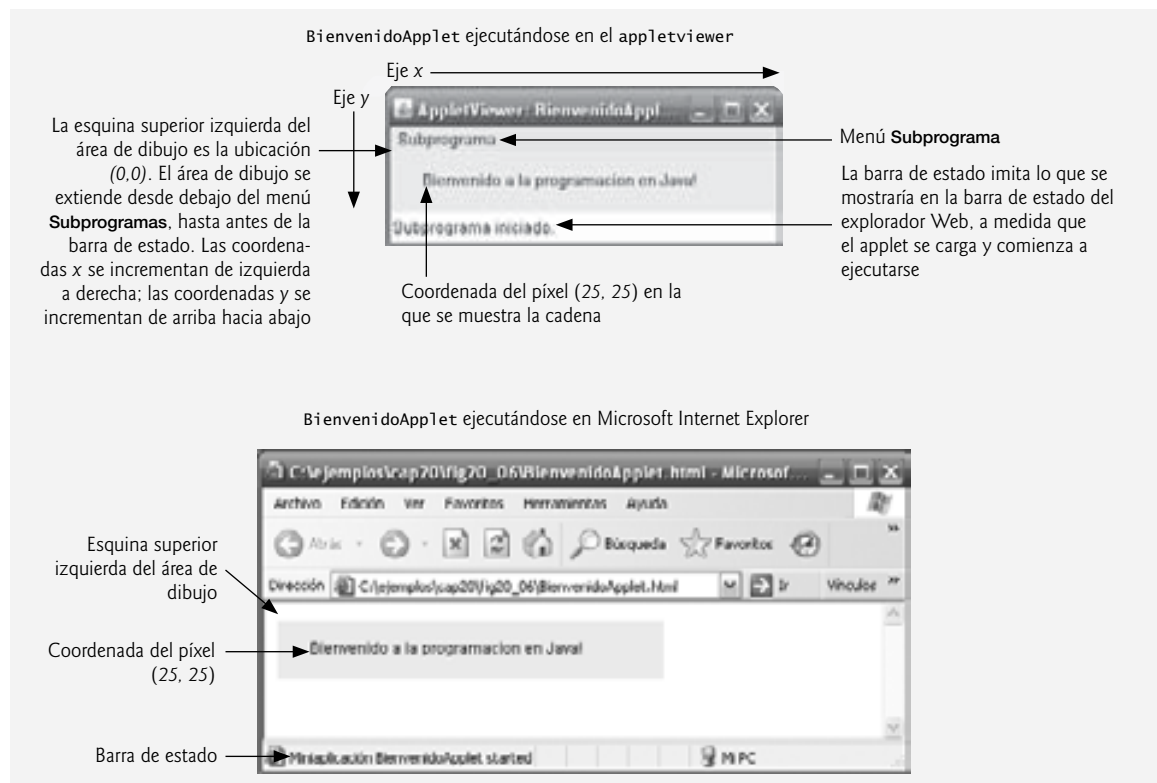 BienvenidoApplet ejecutándose en el appletviewer
Eje x
Eje y
AppletViewer: BienvenidoAppl...
Subprograma
Bienvenido a la programacion en Java!
Subprograma iniciado.
La esquina superior izquierda del
área de dibujo es la ubicación
(0,0). El área de dibujo se
extiende desde debajo del menú
Subprogramas, hasta antes de la
barra de estado. Las coordena-
das x se incrementan de izquierda
a derecha; las coordenadas y se
incrementan de arriba hacia abajo
Menú Subprograma
La barra de estado imita lo que se
mostraría en la barra de estado del
explorador Web, a medida que
el applet se carga y comienza a
ejecutarse
Coordenada del píxel (25, 25) en la
que se muestra la cadena
BienvenidoApplet ejecutándose en Microsoft Internet Explorer
C:\ejemplos\cap20\fig20_06\BienvenidoApplet.html - Microsof...
Archivo Edición Ver Favoritos Herramientas Ayuda
Atrás Búsqueda Favoritos
Dirección C:\ejemplos\cap20\fig20_06\BienvenidoApplet.html Ir Vínculos
Esquina superior
izquierda del área de
dibujo
Bienvenido a la programacion en Java!
Coordenada del píxel
(25, 25)
Barra de estado
Miniaplicación BienvenidoApplet started Mi PC